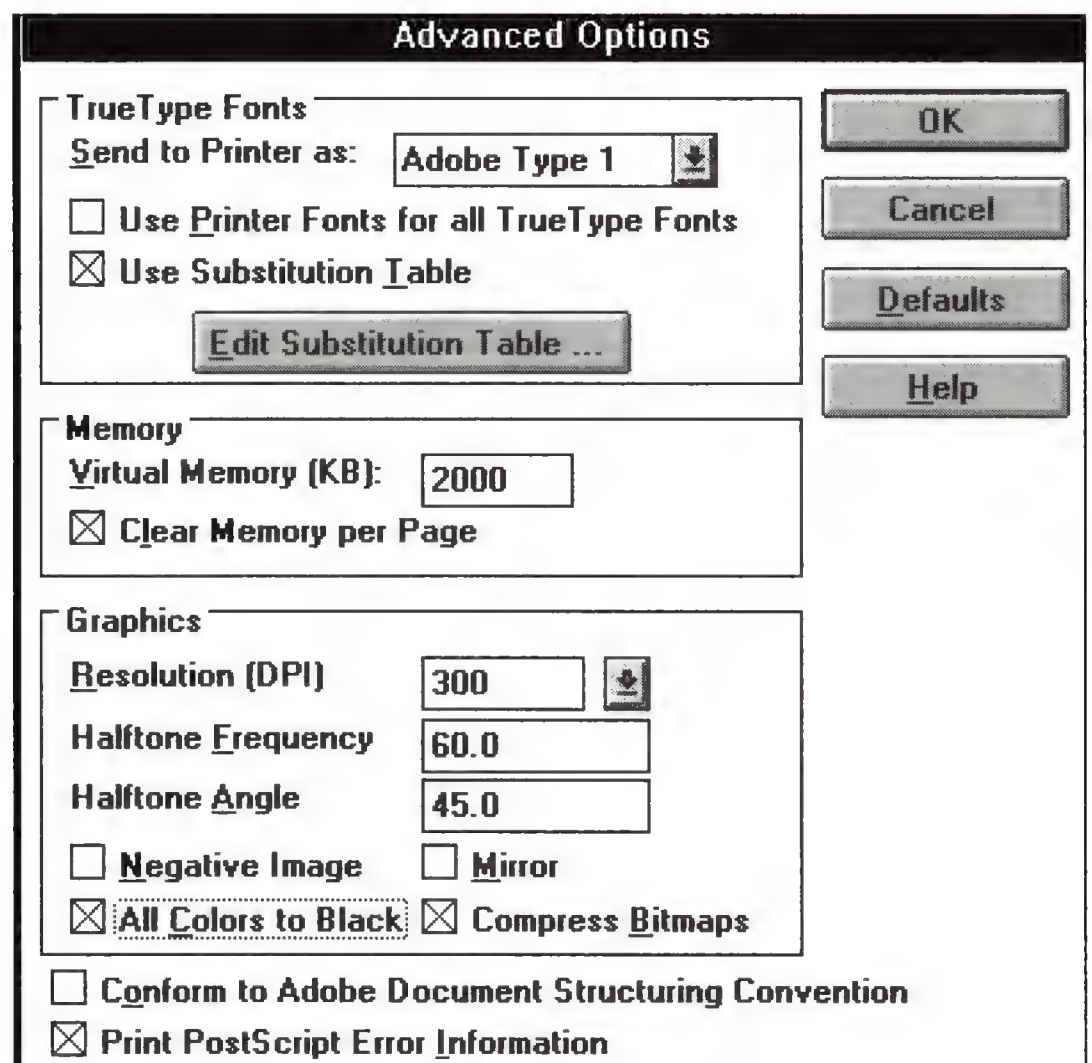 Advanced Options
TrueType Fonts
Send to Printer as: Adobe Type 1
Use Printer Fonts for all TrueType Fonts
Use Substitution Table
Edit Substitution Table ...
OK
Cancel
Defaults
Help
Memory
Virtual Memory (KB): 2000
Clear Memory per Page
Graphics
Resolution (DPI) 300
Halftone Frequency 60.0
Halftone Angle 45.0
Negative Image Mirror
All Colors to Black Compress Bitmaps
Conform to Adobe Document Structuring Convention
Print PostScript Error Information